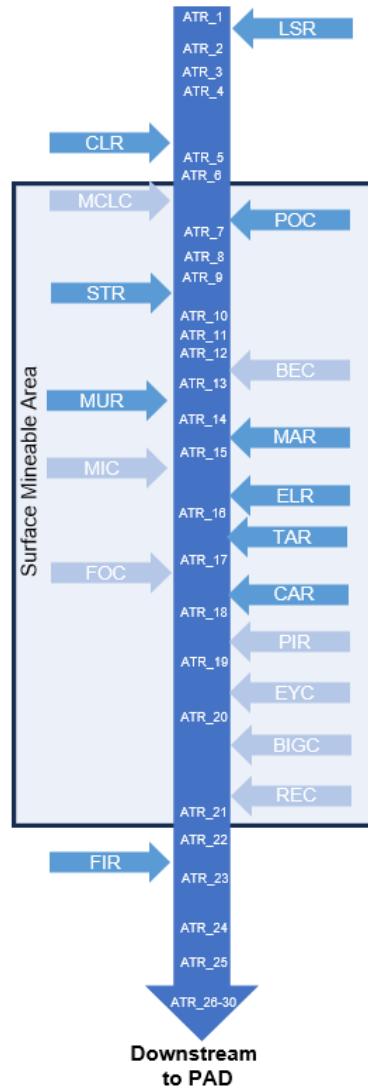 ATR_1
LSR
ATR_2
ATR_3
ATR_4
CLR
ATR_5
ATR_6
MCLC
POC
ATR_7
ATR_8
ATR_9
STR
ATR_10
ATR_11
ATR_12
BEC
ATR_13
MUR
ATR_14
MAR
ATR_15
MIC
ELR
ATR_16
TAR
ATR_17
FOC
CAR
ATR_18
PIR
ATR_19
EYC
ATR_20
BIGC
REC
ATR_21
Surface Mineable Area
ATR_22
FIR
ATR_23
ATR_24
ATR_25
ATR_26-30
Downstream
to PAD